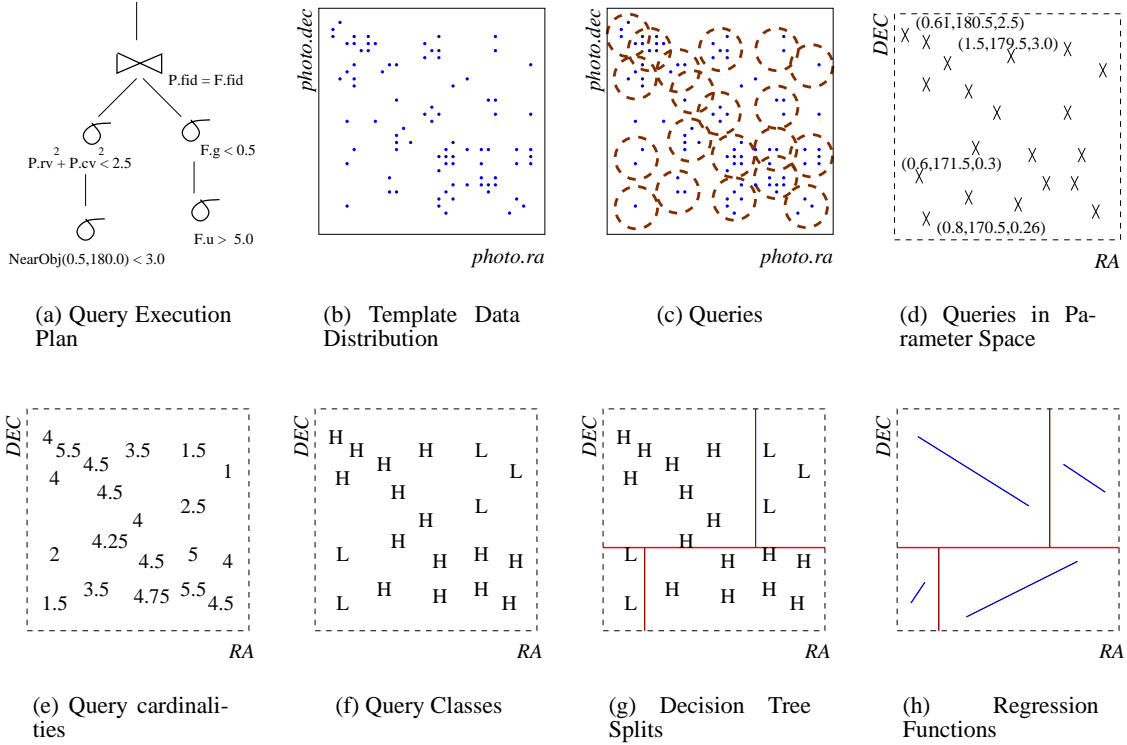 P.fid = F.fid
P.rv² + P.cv² < 2.5
F.g < 0.5
F.u > 5.0
NearObj(0.5,180.0) < 3.0
(a) Query Execution
Plan
photo.dec
photo.ra
(b) Template Data
Distribution
photo.dec
photo.ra
(c) Queries
DEC
(0.61,180.5,2.5)
(1.5,179.5,3.0)
X X X X X X
X X X X
X X X
(0.6,171.5,0.3)
X X X X X X X
(0.8,170.5,0.26)
RA
(d) Queries in Pa-
rameter Space
DEC
4
5.5 3.5 1.5
4.5 1
4
4.5
2.5
4
4.25
2 4.5 5 4
3.5 4.75 5.5
1.5 4.5
RA
(e) Query cardinali-
ties
DEC
H
H H L
H L
H
H
L
H
H
L H H H
H H H
L H
RA
(f) Query Classes
DEC
H
H H L
H L
H
H
L
H
H
L H H H
H H H
L H
RA
(g) Decision Tree
Splits
DEC
RA
(h) Regression
Functions